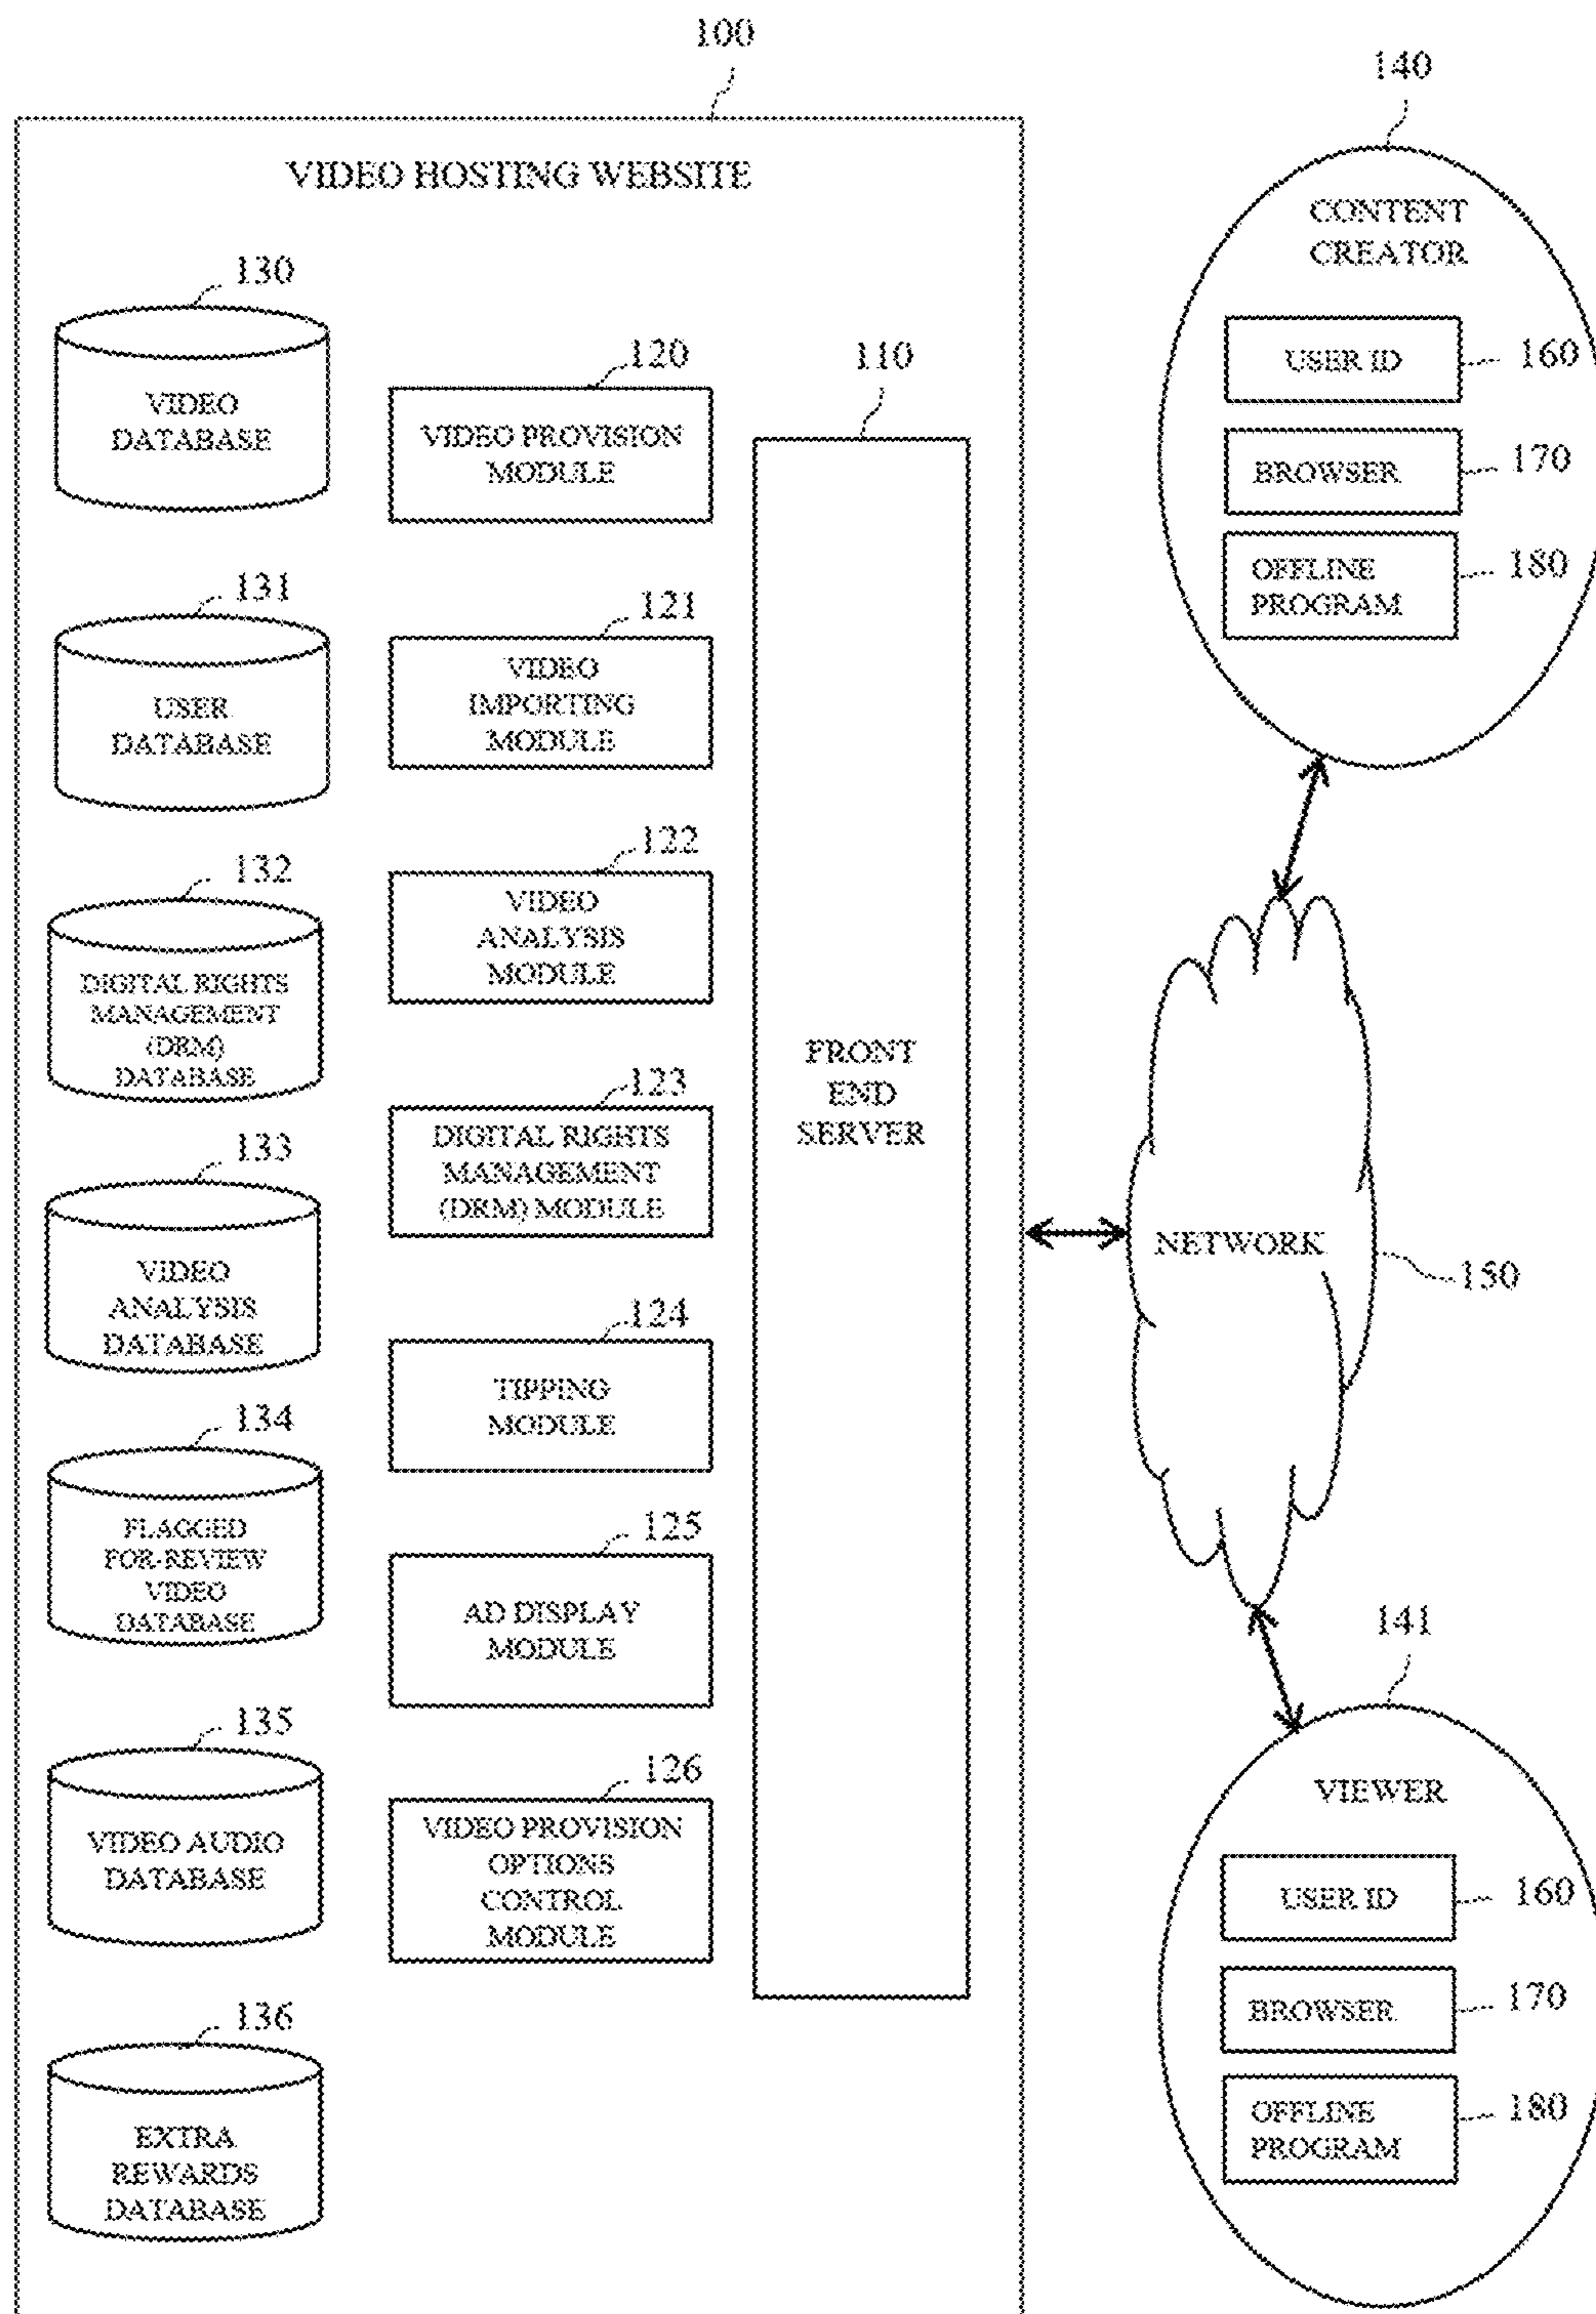 100
VIDEO HOSTING WEBSITE
130
VIDEO
DATABASE
131
USER
DATABASE
132
DIGITAL RIGHTS
MANAGEMENT
(DRM)
DATABASE
133
VIDEO
ANALYSIS
DATABASE
134
FLAGGED
FOR-REVIEW
VIDEO
DATABASE
135
VIDEO AUDIO
DATABASE
136
EXTRA
REWARDS
DATABASE
120
VIDEO PROVISION
MODULE
121
VIDEO
IMPORTING
MODULE
122
VIDEO
ANALYSIS
MODULE
123
DIGITAL RIGHTS
MANAGEMENT
(DRM) MODULE
124
TIPPING
MODULE
125
AD DISPLAY
MODULE
126
VIDEO PROVISION
OPTIONS
CONTROL
MODULE
110
FRONT
END
SERVER
140
CONTENT
CREATOR
USER ID
160
BROWSER
170
OFFLINE
PROGRAM
180
NETWORK
150
141
VIEWER
USER ID
160
BROWSER
170
OFFLINE
PROGRAM
180